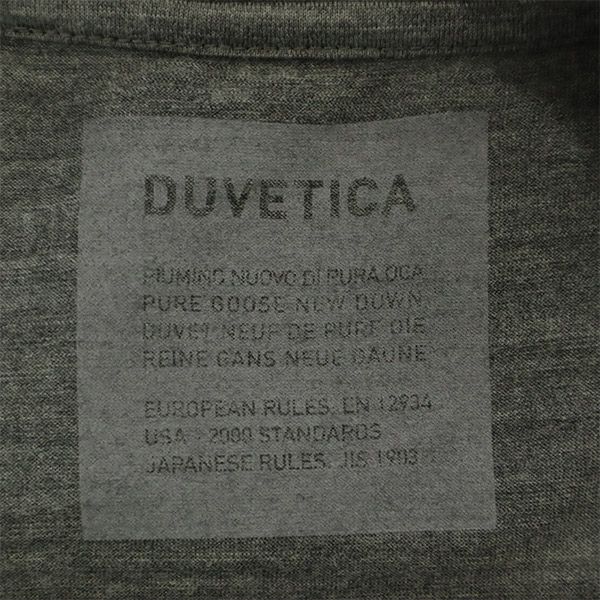 DUVETICA
PIUMINO NUOVO DI PURA OCA
PURE GOOSE NEW DOWN
DUVET NEUF DE PURE OIE
REINE GANS NEUE DAUNE
EUROPEAN RULES. EN 12934
USA - 2000 STANDARDS
JAPANESE RULES. JIS 1903